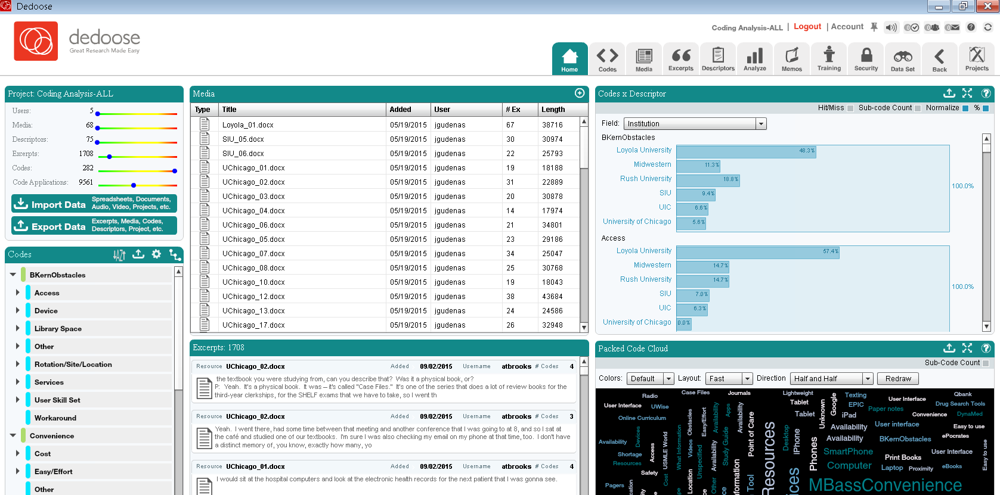 Dedoose
dedoose
Great Research Made Easy
Coding Analysis-ALL | Logout | Account
Home Codes Media Excerpts Descriptors Analyze Memos Training Security Data Set Back Projects
Project: Coding Analysis-ALL
Users: 5
Media: 68
Descriptors: 75
Excerpts: 1708
Codes: 282
Code Applications: 9561
Import Data Spreadsheets, Documents,
Audio, Video, Projects, etc.
Export Data Excerpts, Media, Codes,
Descriptors, Project, etc.
Codes
BKernObstacles
Access
Device
Library Space
Other
Rotation/Site/Location
Services
User Skill Set
Workaround
Convenience
Cost
Easy/Effort
Other
Media
Type Title Added User # Ex Length
Loyola_01.docx 05/19/2015 jgudenas 67 38716
SIU_05.docx 05/19/2015 jgudenas 30 30974
SIU_06.docx 05/19/2015 jgudenas 22 25793
UChicago_01.docx 05/19/2015 jgudenas 19 18188
UChicago_02.docx 05/19/2015 jgudenas 31 22889
UChicago_03.docx 05/19/2015 jgudenas 20 30878
UChicago_04.docx 05/19/2015 jgudenas 14 17974
UChicago_06.docx 05/19/2015 jgudenas 21 34801
UChicago_05.docx 05/19/2015 jgudenas 23 29186
UChicago_07.docx 05/19/2015 jgudenas 34 25047
UChicago_08.docx 05/19/2015 jgudenas 25 30768
UChicago_10.docx 05/19/2015 jgudenas 19 18043
UChicago_12.docx 05/19/2015 jgudenas 38 43684
UChicago_13.docx 05/19/2015 jgudenas 24 24586
UChicago_17.docx 05/19/2015 jgudenas 26 32948
Excerpts: 1708
Resource UChicago_02.docx Added 09/02/2015 Username atbrooks # Codes 4
the textbook you were studying from, can you describe that? Was it a physical book, or?
P: Yeah. It's a physical book. It was – it's called "Case Files." It's one of the series that does a lot of review books for the
third-year clerkships, for the SHELF exams that we have to take, so I went th
Resource UChicago_02.docx Added 09/02/2015 Username atbrooks # Codes 3
Yeah. I went there, had some time between that meeting and another conference that I was going to at 8, and so I sat at
the café and studied one of our textbooks. I'm sure I was also checking my email on my phone at that time, too. I don't have
a distinct memory of, you know, exactly how many, yo
Resource UChicago_01.docx Added 09/02/2015 Username atbrooks # Codes 4
I would sit at the hospital computers and look at the electronic health records for the next patient that I was gonna see.
Codes x Descriptor
Hit/Miss Sub-code Count Normalize %
Field: Institution
BKernObstacles
Loyola University 48.3%
Midwestern 11.3%
Rush University 18.8%
SIU 9.4%
UIC 6.6%
University of Chicago 5.6%
100.0%
Access
Loyola University 57.4%
Midwestern 14.7%
Rush University 14.7%
SIU 7.0%
UIC 6.3%
University of Chicago 0.0%
100.0%
Packed Code Cloud
Sub-Code Count
Colors: Default Layout: Fast Direction Half and Half Redraw
Radio
Case Files
Journals
Lightweight
Tablet
Google
Texting
User Interface
Qbank
User Interface
UWise
EPIC
Drug Search Tools
Online Curriculum
Obstacles
Easy/Effort
Availability
Apps
Availability
Point of Care
Tablet
Unknown
iPad
Paper notes
Convenience
DynaMed
Availability
User interface
Easy to use
Availability
Devices
Access
USMLE World
What Information
Videos
Unspecified
Availability
Study Guide
Resources
Desktop
iPhone
Phones
Availability
BKernObstacles
ePocrates
Shortage
Resources
SmartPhone
Print Books
User Interface
Easy to use
Computer
Laptop
Proximity
eBooks
Safety
Cost
Location
Other
Tool
Pagers
MBassConvenience